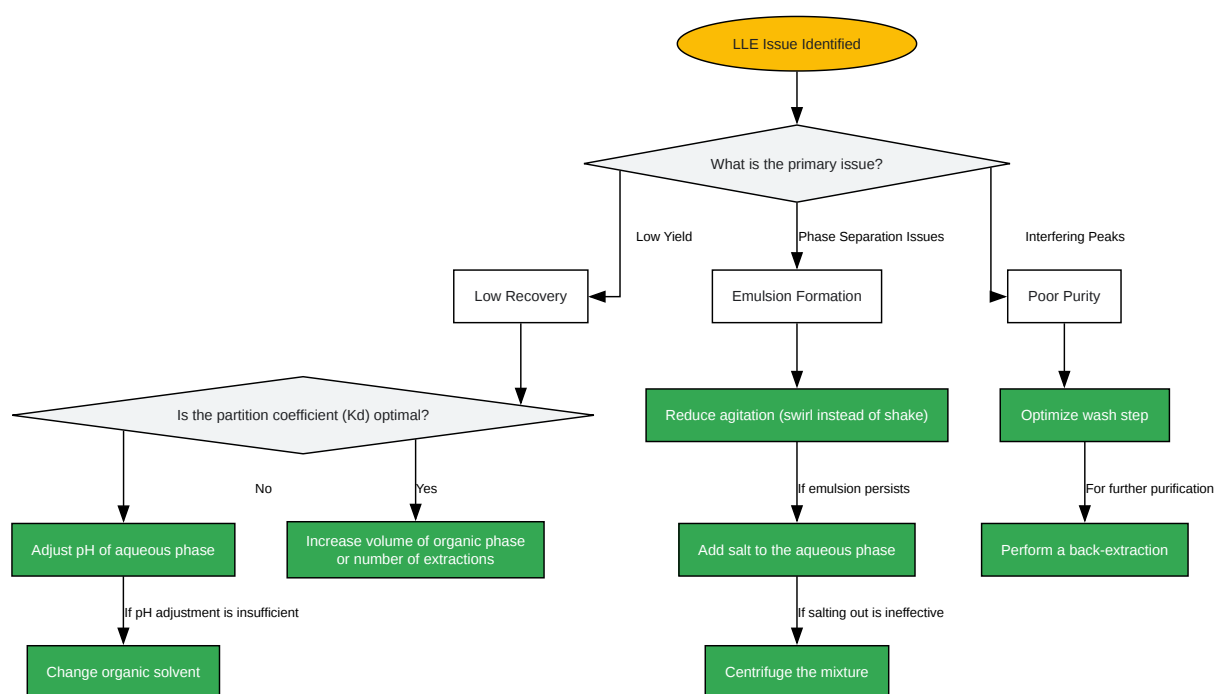 LLE Issue Identified
What is the primary issue?
Low Yield
Phase Separation Issues
Interfering Peaks
Low Recovery
Emulsion Formation
Poor Purity
Is the partition coefficient (Kd) optimal?
Reduce agitation (swirl instead of shake)
Optimize wash step
No
Yes
If emulsion persists
For further purification
Adjust pH of aqueous phase
Increase volume of organic phase
or number of extractions
Add salt to the aqueous phase
Perform a back-extraction
If pH adjustment is insufficient
If salting out is ineffective
Change organic solvent
Centrifuge the mixture